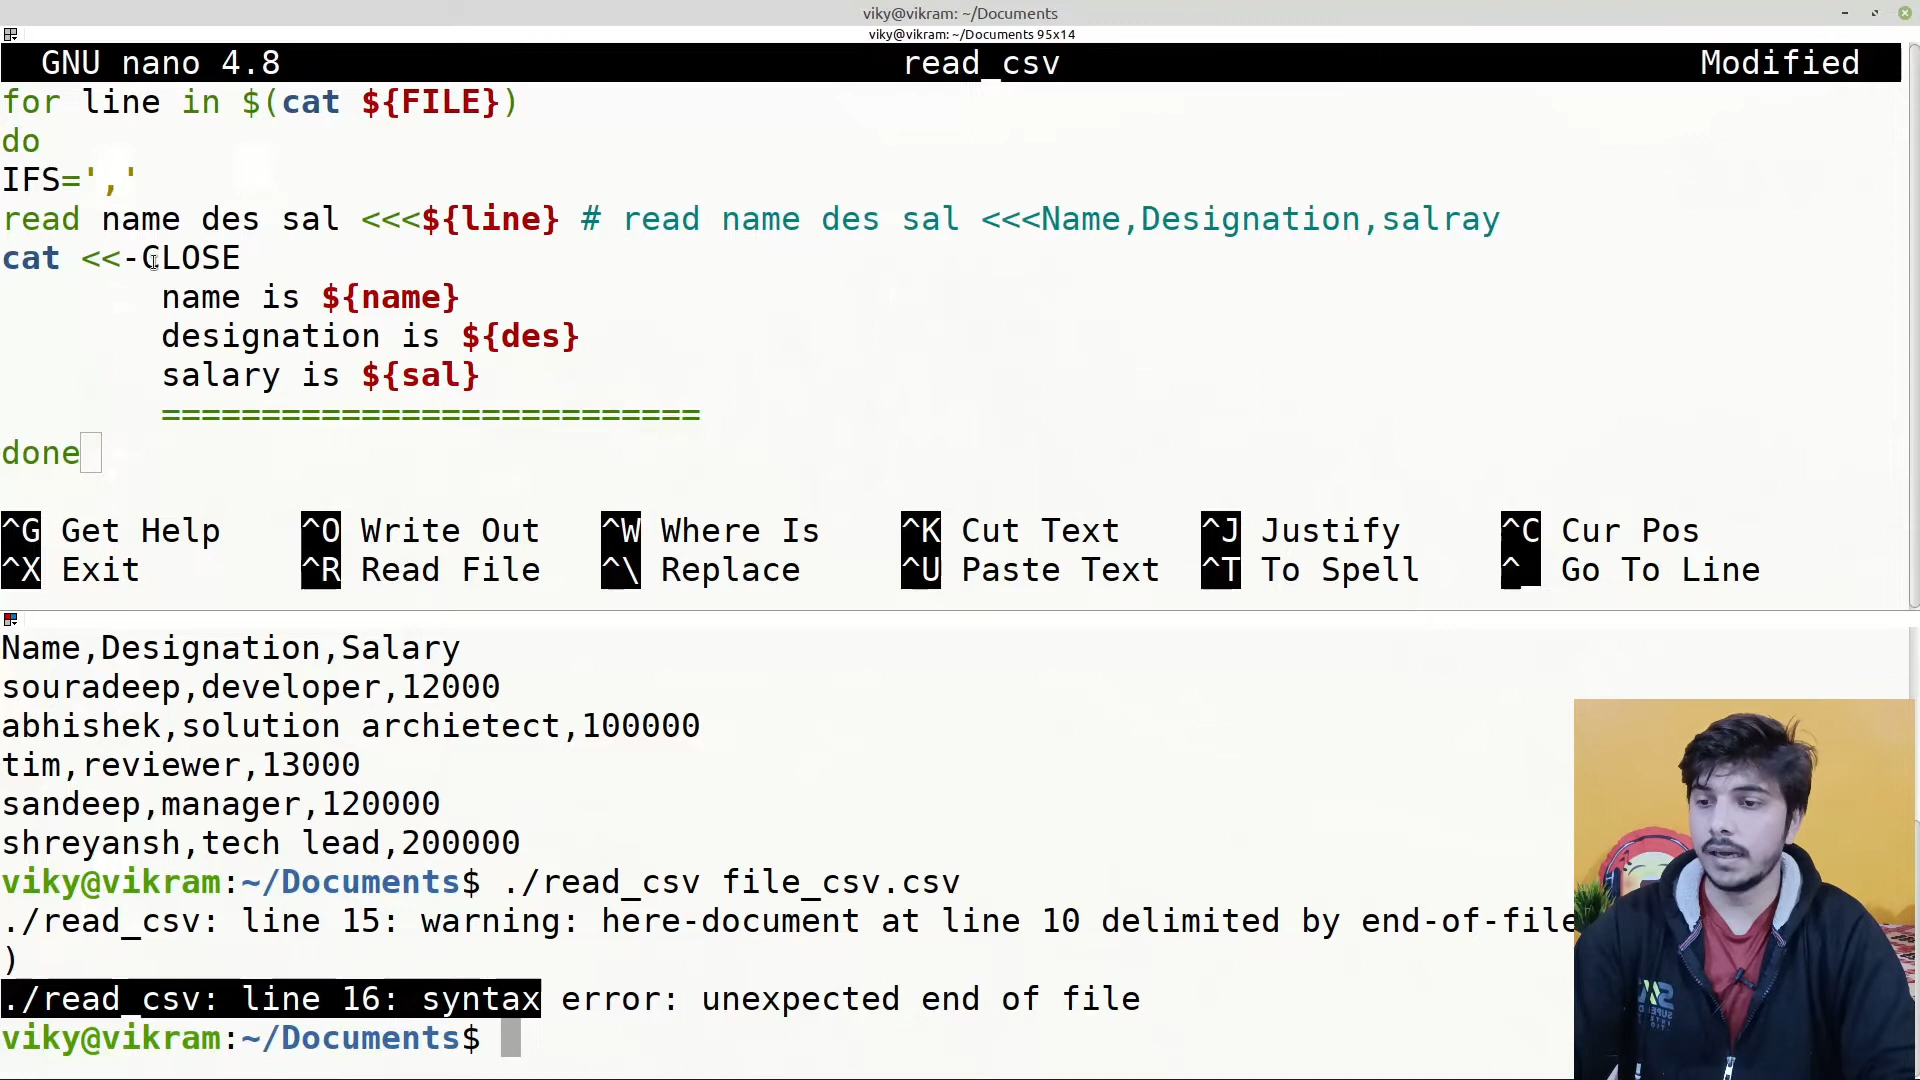 viky@vikram: ~/Documents
viky@vikram: ~/Documents 95x14
GNU nano 4.8 read_csv Modified
for line in $(cat ${FILE})
do
IFS=','
read name des sal <<<${line} # read name des sal <<<Name,Designation,salray
cat <<-CLOSE
name is ${name}
designation is ${des}
salary is ${sal}
===========================
done
^G Get Help ^O Write Out ^W Where Is ^K Cut Text ^J Justify ^C Cur Pos
^X Exit ^R Read File ^\ Replace ^U Paste Text ^T To Spell ^_ Go To Line
Name,Designation,Salary
souradeep,developer,12000
abhishek,solution archietect,100000
tim,reviewer,13000
sandeep,manager,120000
shreyansh,tech lead,200000
viky@vikram:~/Documents$ ./read_csv file_csv.csv
./read_csv: line 15: warning: here-document at line 10 delimited by end-of-file
)
./read_csv: line 16: syntax error: unexpected end of file
viky@vikram:~/Documents$